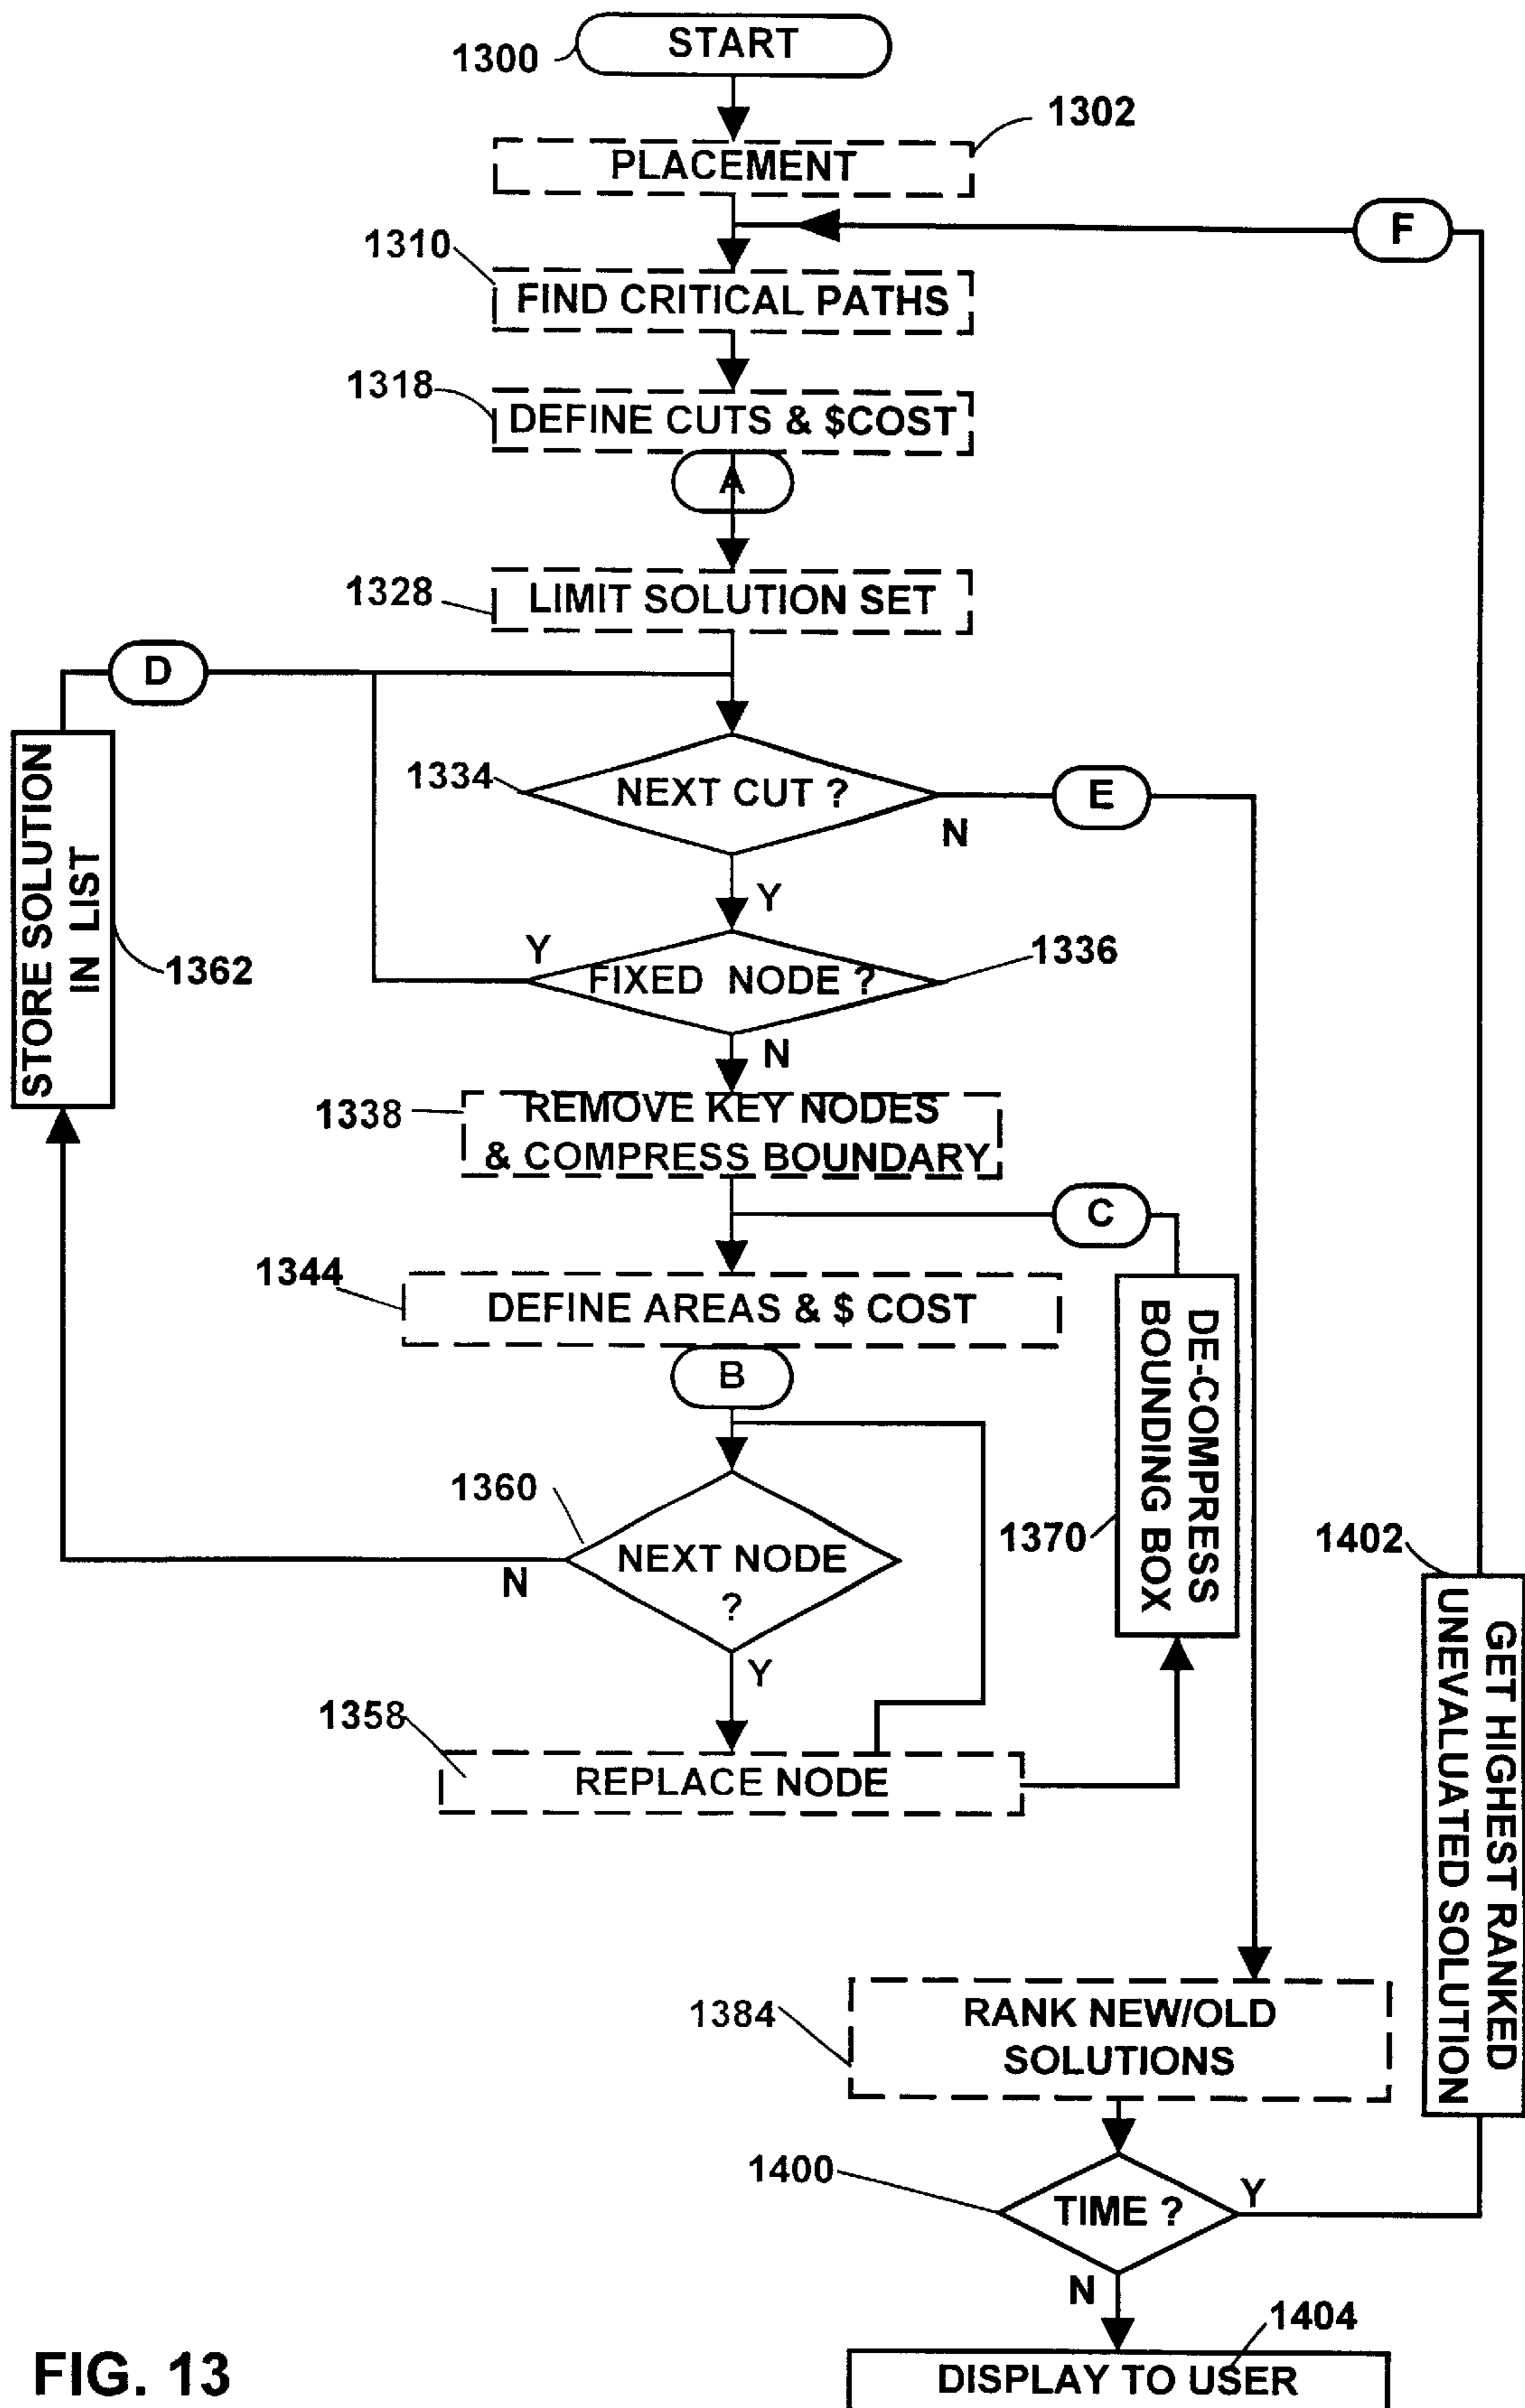 START
1300
1302
PLACEMENT
F
1310
FIND CRITICAL PATHS
1318
DEFINE CUTS & $COST
A
1328
LIMIT SOLUTION SET
D
1334
NEXT CUT ?
E
N
STORE SOLUTION
IN LIST
Y
Y
1336
1362
FIXED NODE ?
N
1338
REMOVE KEY NODES
& COMPRESS BOUNDARY
C
1344
DEFINE AREAS & $ COST
DE-COMPRESS
BOUNDING BOX
B
1360
1370
1402
NEXT NODE
?
N
GET HIGHEST RANKED
UNEVALUATED SOLUTION
Y
1358
REPLACE NODE
1384
RANK NEW/OLD
SOLUTIONS
1400
TIME ?
Y
N
1404
DISPLAY TO USER
FIG. 13